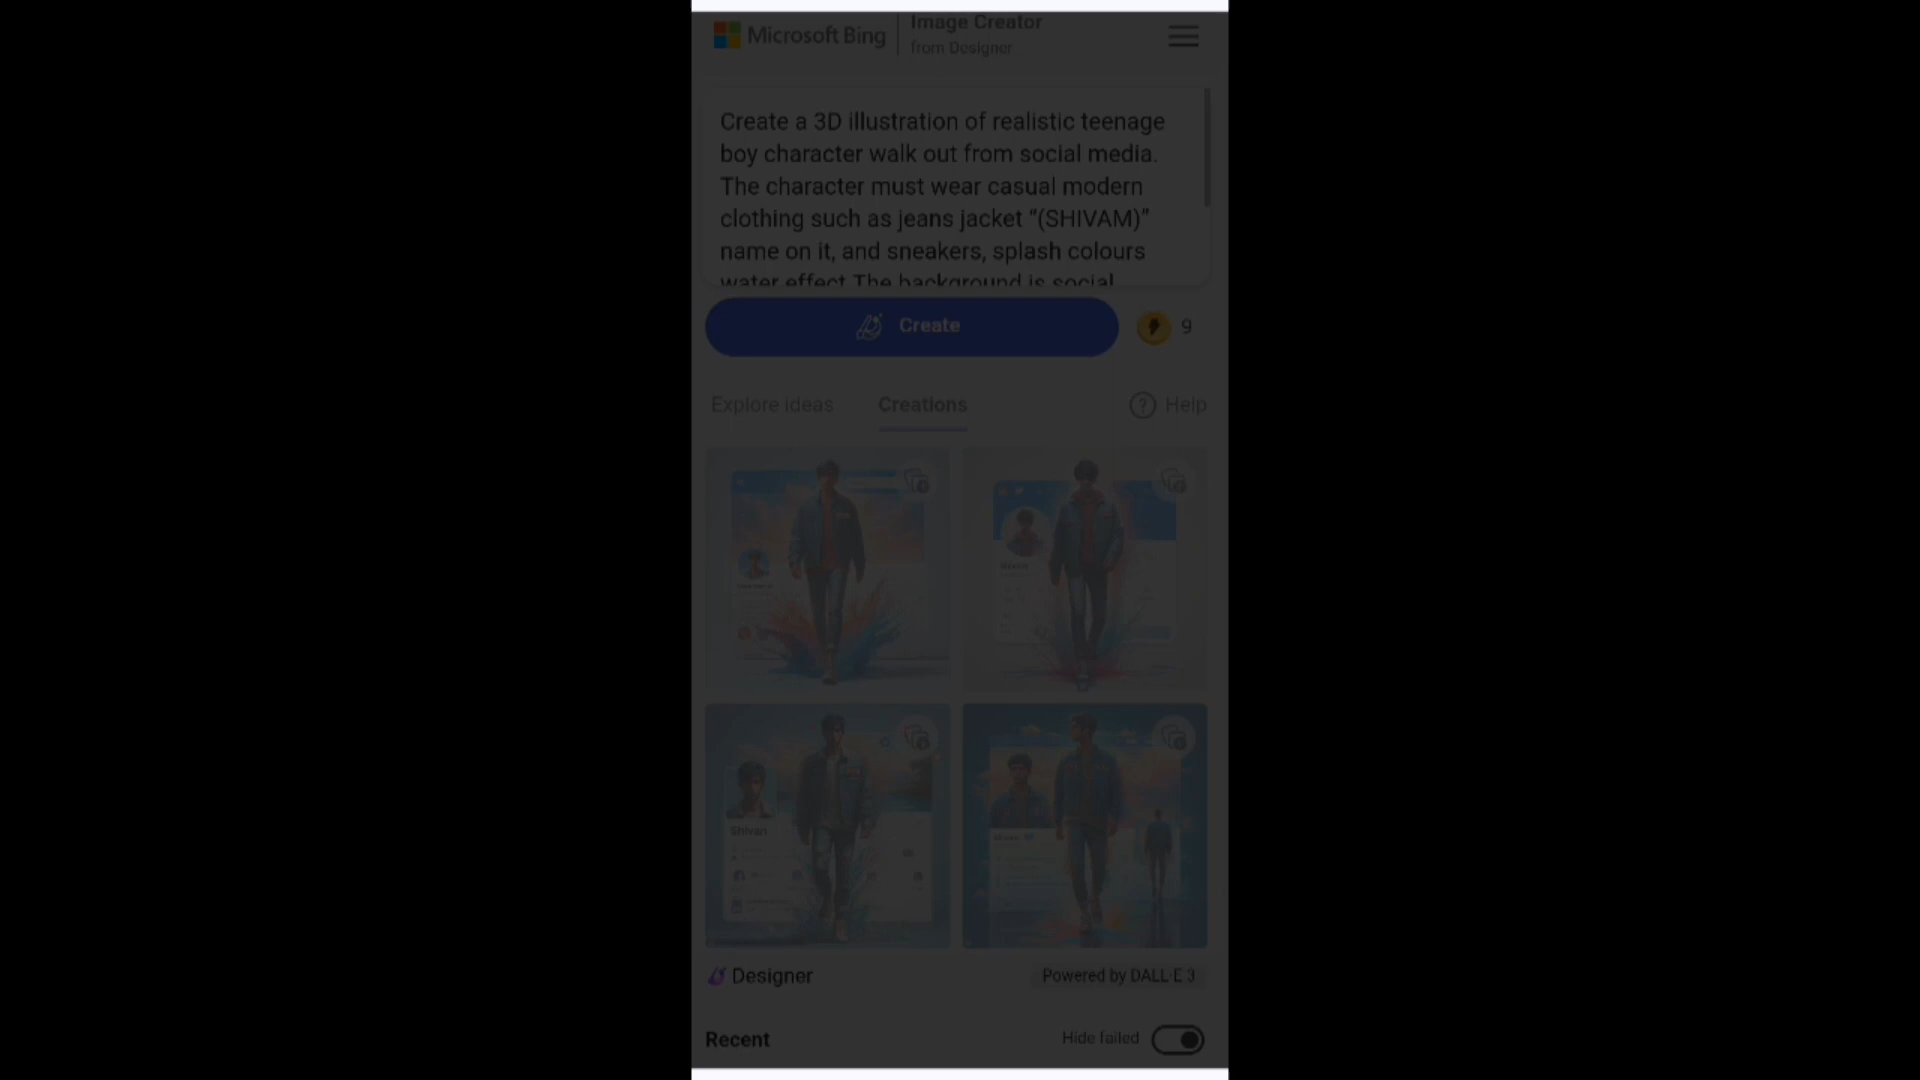 Microsoft Bing
Image Creator
from Designer
Create a 3D illustration of realistic teenage
boy character walk out from social media.
The character must wear casual modern
clothing such as jeans jacket “(SHIVAM)”
name on it, and sneakers, splash colours
water effect The background is social
Create
9
Explore ideas
Creations
Help
Shivan
Designer
Powered by DALL·E 3
Recent
Hide failed